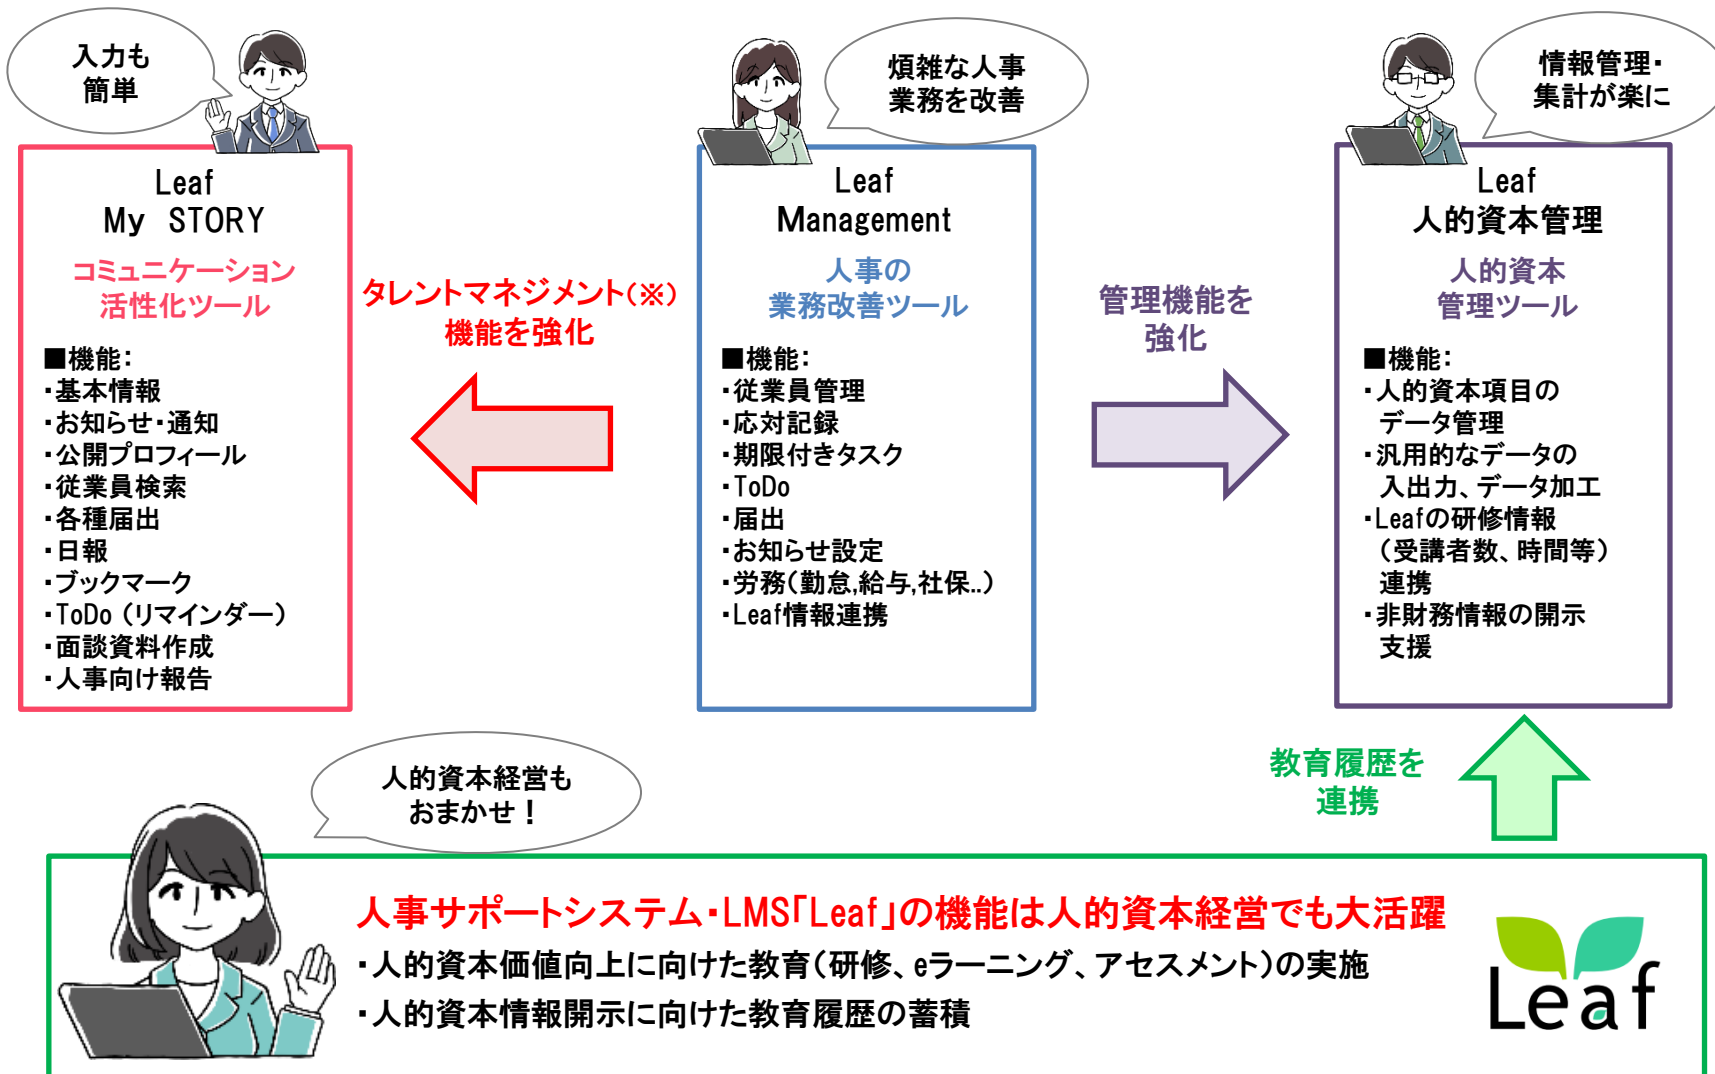 入力も
簡単
煩雑な人事
業務を改善
情報管理・
集計が楽に
Leaf
My STORY
コミュニケーション
活性化ツール
■機能：
・基本情報
・お知らせ・通知
・公開プロフィール
・従業員検索
・各種届出
・日報
・ブックマーク
・ToDo（リマインダー）
・面談資料作成
・人事向け報告
タレントマネジメント（※）
機能を強化
Leaf
Management
人事の
業務改善ツール
■機能：
・従業員管理
・応対記録
・期限付きタスク
・ToDo
・届出
・お知らせ設定
・労務（勤怠,給与,社保..）
・Leaf情報連携
管理機能を
強化
Leaf
人的資本管理
人的資本
管理ツール
■機能：
・人的資本項目の
データ管理
・汎用的なデータの
入出力、データ加工
・Leafの研修情報
（受講者数、時間等）
連携
・非財務情報の開示
支援
教育履歴を
連携
人的資本経営も
おまかせ！
人事サポートシステム・LMS「Leaf」の機能は人的資本経営でも大活躍
・人的資本価値向上に向けた教育（研修、eラーニング、アセスメント）の実施
・人的資本情報開示に向けた教育履歴の蓄積
Leaf